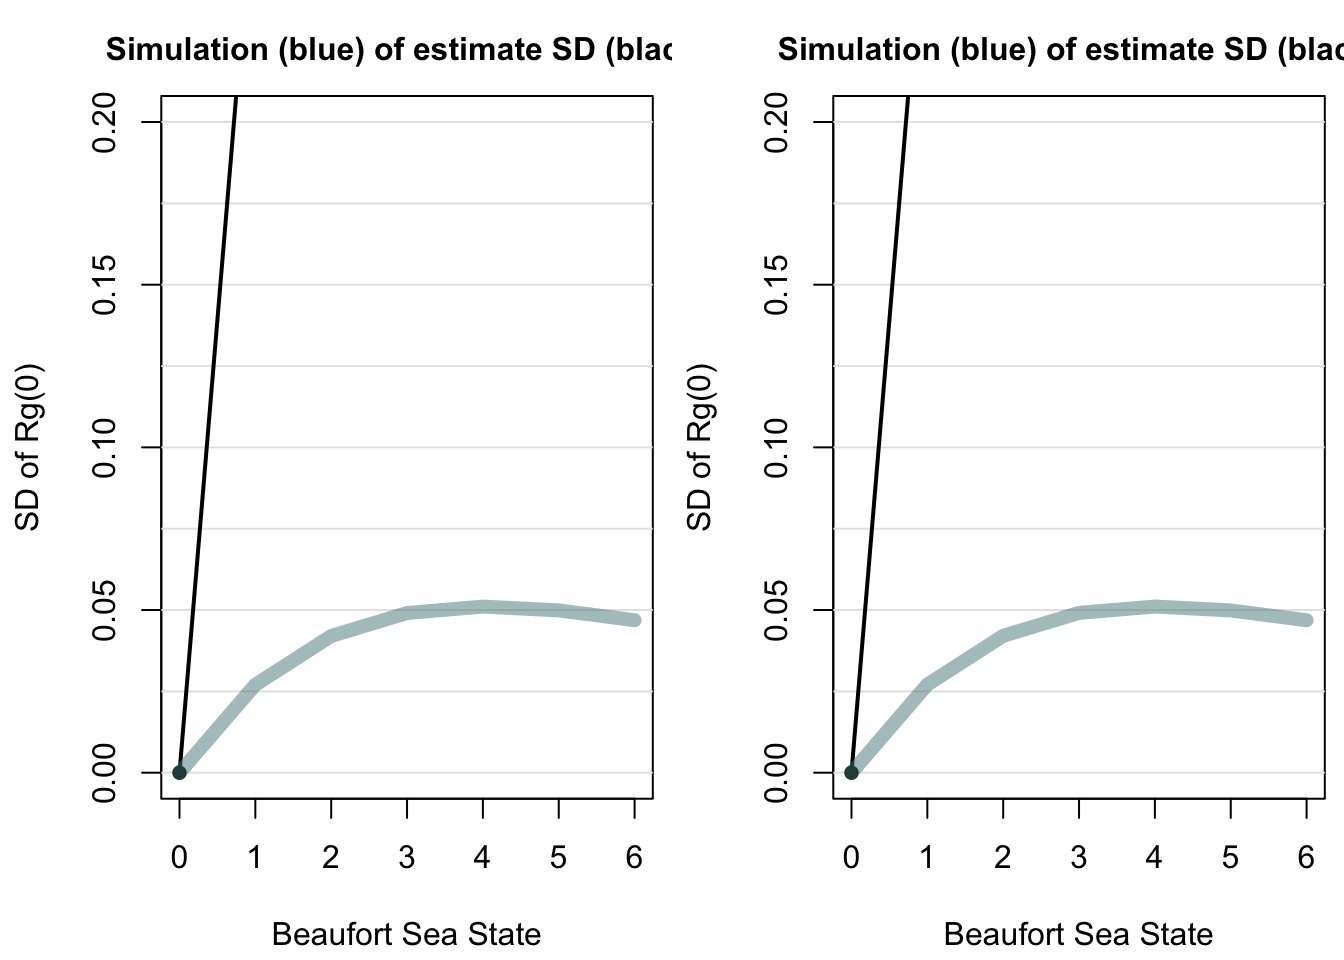 Simulation (blue) of estimate SD (blac
SD of Rg(0)
0.20
0.15
0.10
0.05
0.00
0 1 2 3 4 5 6
Beaufort Sea State
Simulation (blue) of estimate SD (blac
SD of Rg(0)
0.20
0.15
0.10
0.05
0.00
0 1 2 3 4 5 6
Beaufort Sea State